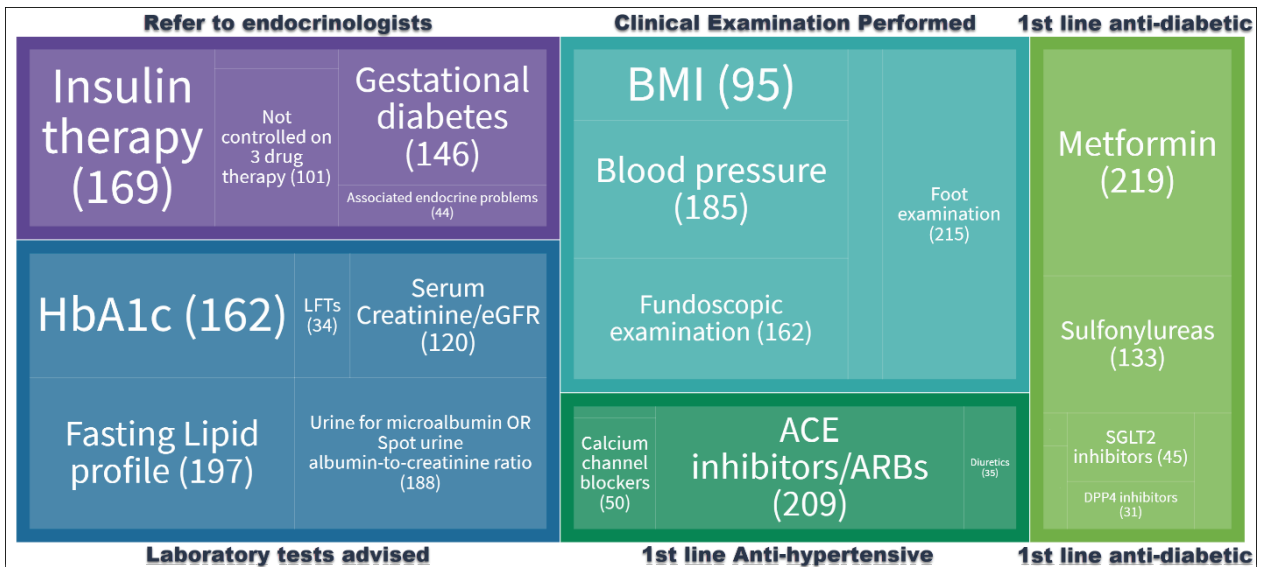 Refer to endocrinologists
Clinical Examination Performed
1st line anti-diabetic
Insulin
therapy
(169)
Not
controlled on
3 drug
therapy (101)
Gestational
diabetes
(146)
Associated endocrine problems
(44)
BMI (95)
Blood pressure
(185)
Fundoscopic
examination (162)
Foot
examination
(215)
Metformin
(219)
Sulfonylureas
(133)
SGLT2
inhibitors (45)
DPP4 inhibitors
(31)
HbA1c (162)
LFTs
(34)
Serum
Creatinine/eGFR
(120)
Fasting Lipid
profile (197)
Urine for microalbumin OR
Spot urine
albumin-to-creatinine ratio
(188)
Calcium
channel
blockers
(50)
ACE
inhibitors/ARBs
(209)
Diuretics
(35)
Laboratory tests advised
1st line Anti-hypertensive
1st line anti-diabetic